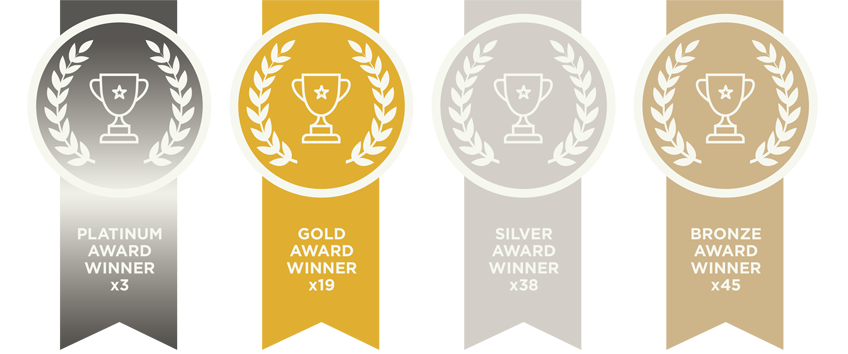 PLATINUM
AWARD
WINNER
x3
GOLD
AWARD
WINNER
x19
SILVER
AWARD
WINNER
x38
BRONZE
AWARD
WINNER
x45